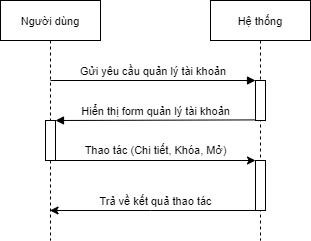 Người dùng
Hệ thống
Gửi yêu cầu quản lý tài khoản
Hiển thị form quản lý tài khoản
Thao tác (Chi tiết, Khóa, Mở)
Trả về kết quả thao tác